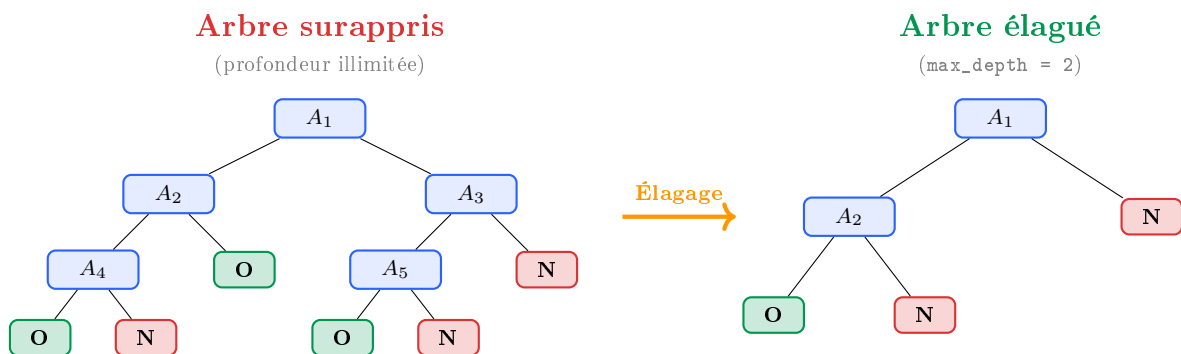 Arbre surappris
(profondeur illimitée)
A₁
A₂
A₃
A₄
O
A₅
N
O
N
O
N
Élagage
Arbre élagué
(max_depth = 2)
A₁
A₂
N
O
N